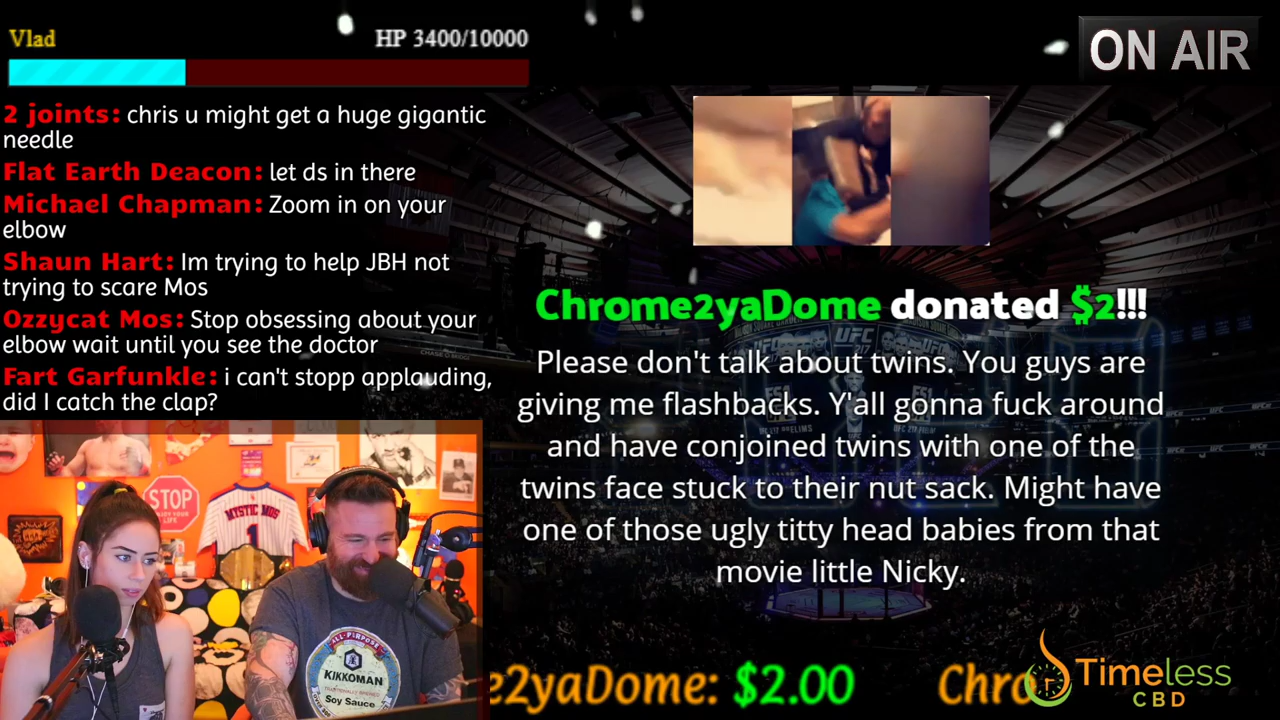 Vlad
HP 3400/10000
ON AIR
2 joints: chris u might get a huge gigantic
needle
Flat Earth Deacon: let ds in there
Michael Chapman: Zoom in on your
elbow
Shaun Hart: Im trying to help JBH not
trying to scare Mos
Ozzycat Mos: Stop obsessing about your
elbow wait until you see the doctor
Fart Garfunkle: i can't stopp applauding,
did I catch the clap?
Chrome2yaDome donated $2!!!
Please don't talk about twins. You guys are
giving me flashbacks. Y'all gonna fuck around
and have conjoined twins with one of the
twins face stuck to their nut sack. Might have
one of those ugly titty head babies from that
movie little Nicky.
STOP
MYSTIC MOS
ALL-PURPOSE
KIKKOMAN
Soy Sauce
e2yaDome: $2.00
Chro
Timeless
CBD